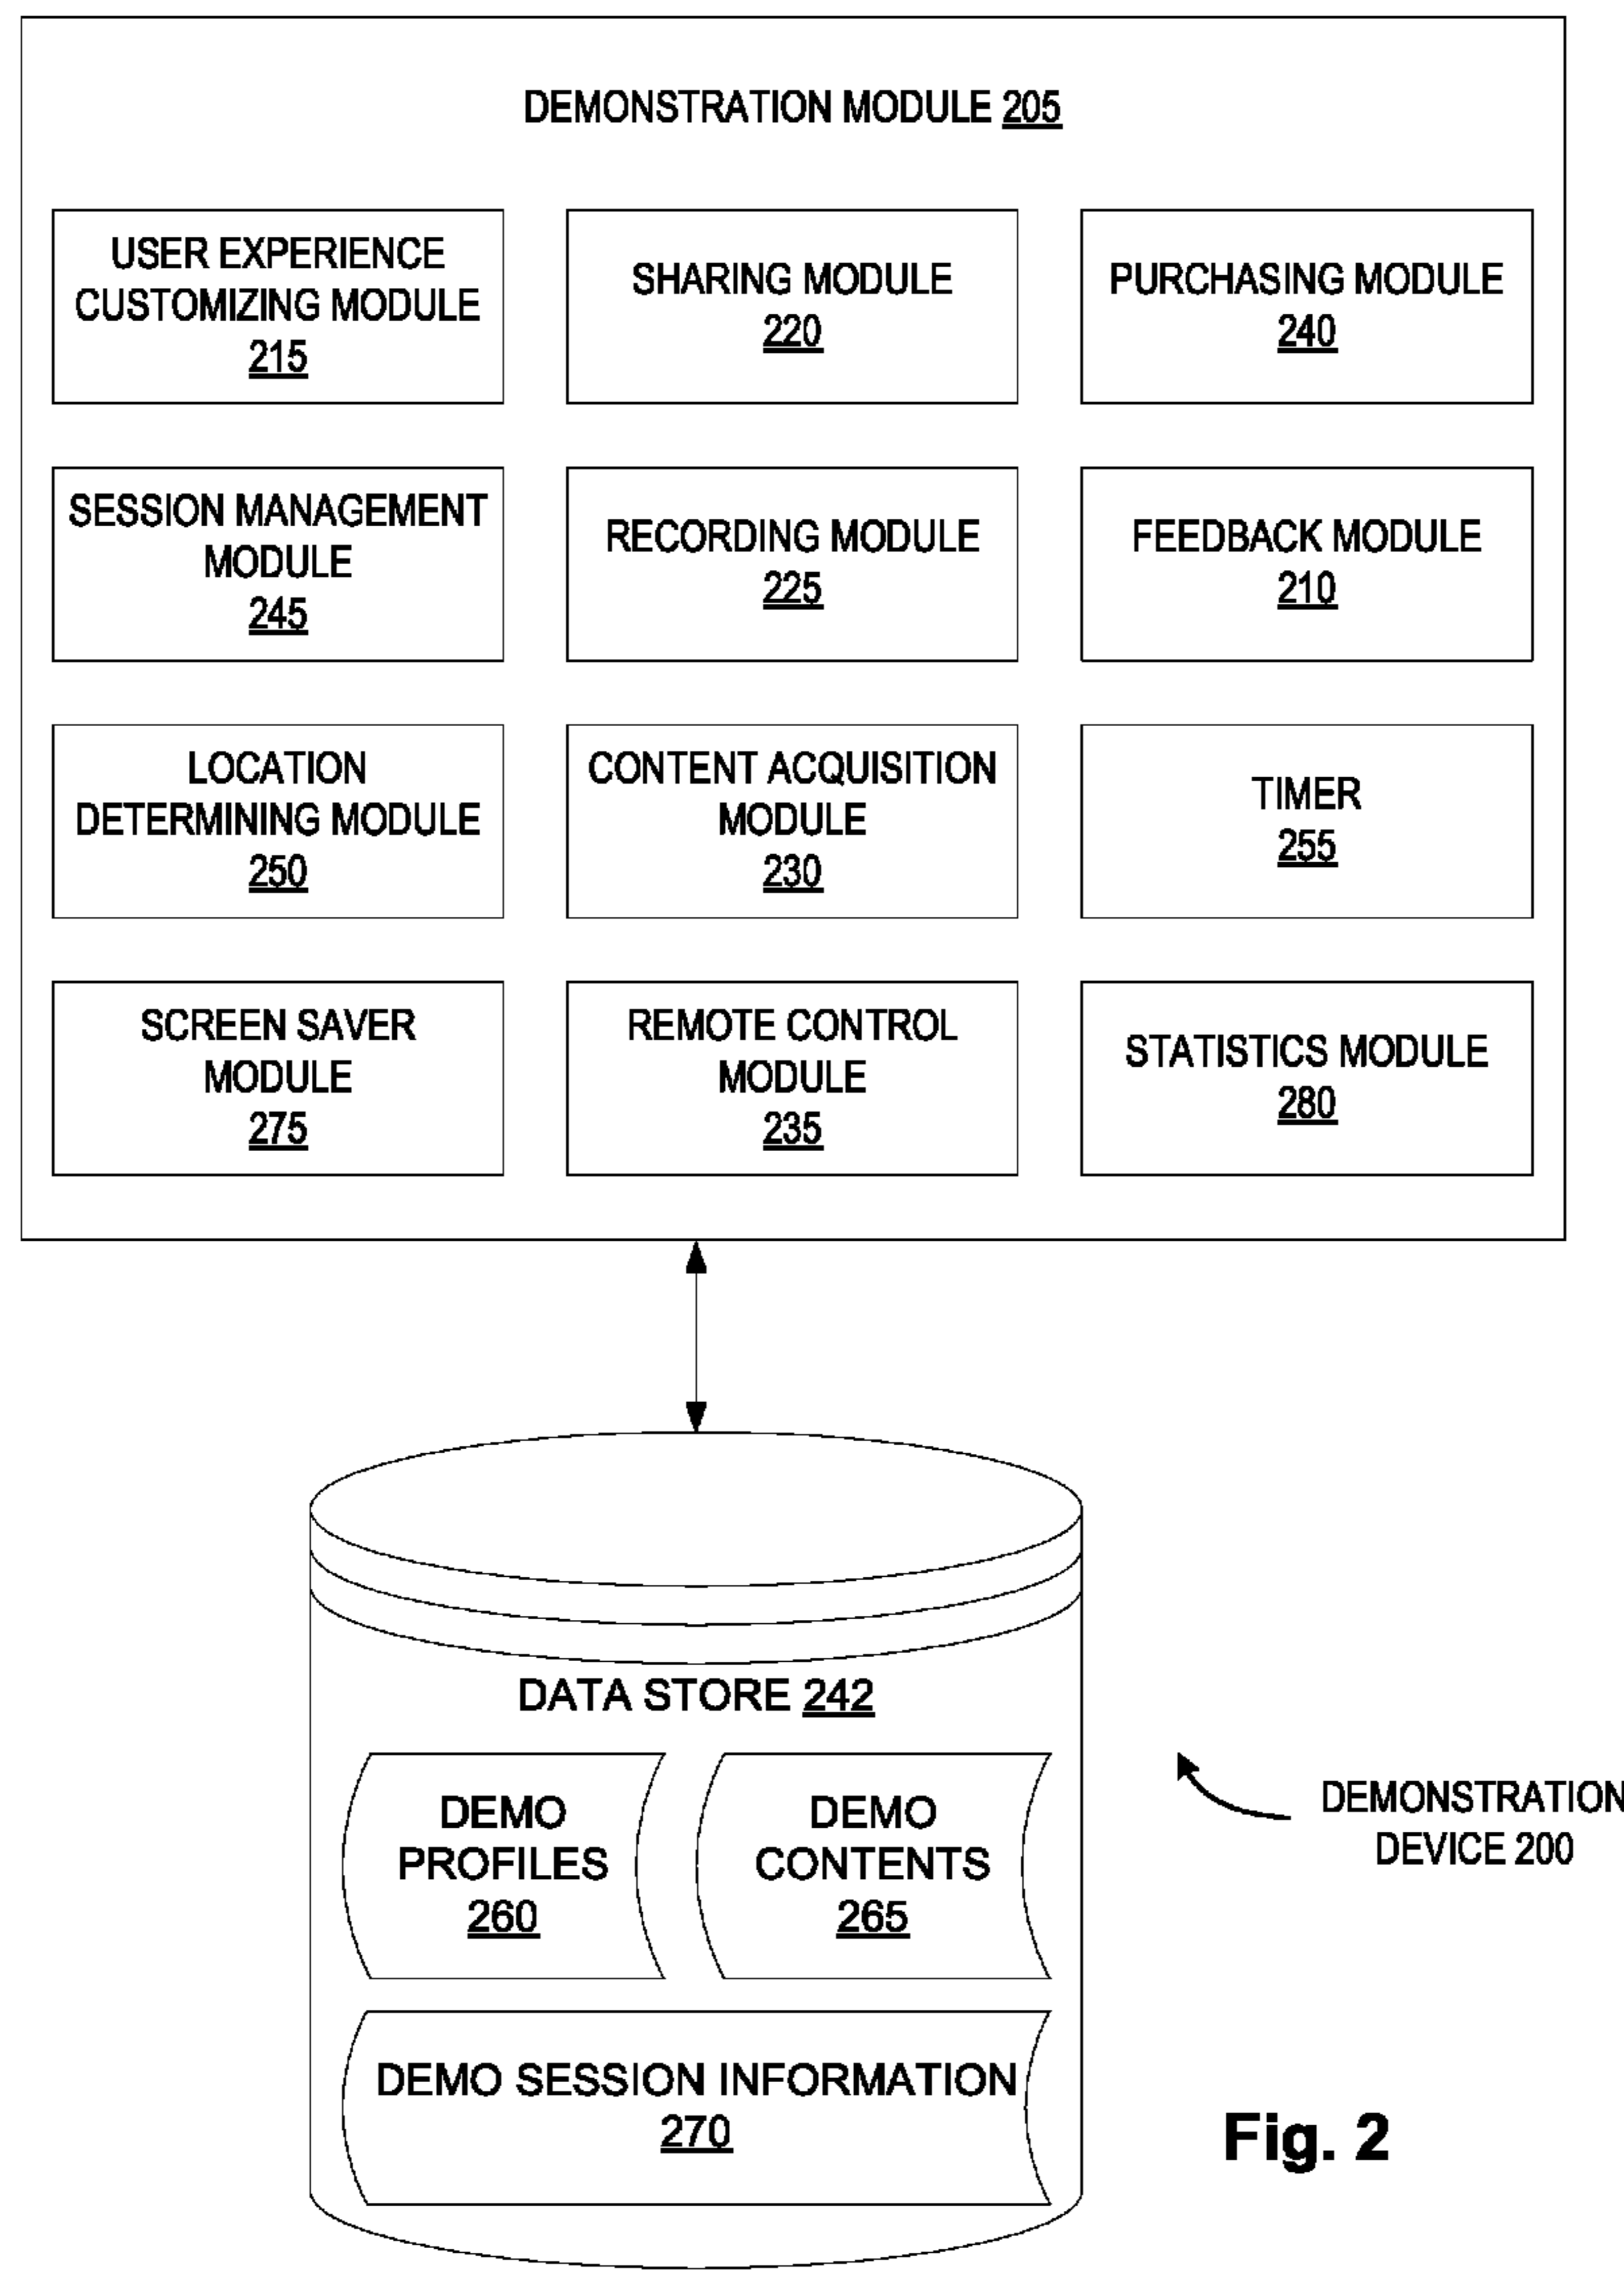 DEMONSTRATION MODULE 205
USER EXPERIENCE
CUSTOMIZING MODULE
215
SHARING MODULE
220
PURCHASING MODULE
240
SESSION MANAGEMENT
MODULE
245
RECORDING MODULE
225
FEEDBACK MODULE
210
LOCATION
DETERMINING MODULE
250
CONTENT ACQUISITION
MODULE
230
TIMER
255
SCREEN SAVER
MODULE
275
REMOTE CONTROL
MODULE
235
STATISTICS MODULE
280
DATA STORE 242
DEMO
PROFILES
260
DEMO
CONTENTS
265
DEMONSTRATION
DEVICE 200
DEMO SESSION INFORMATION
270
Fig. 2